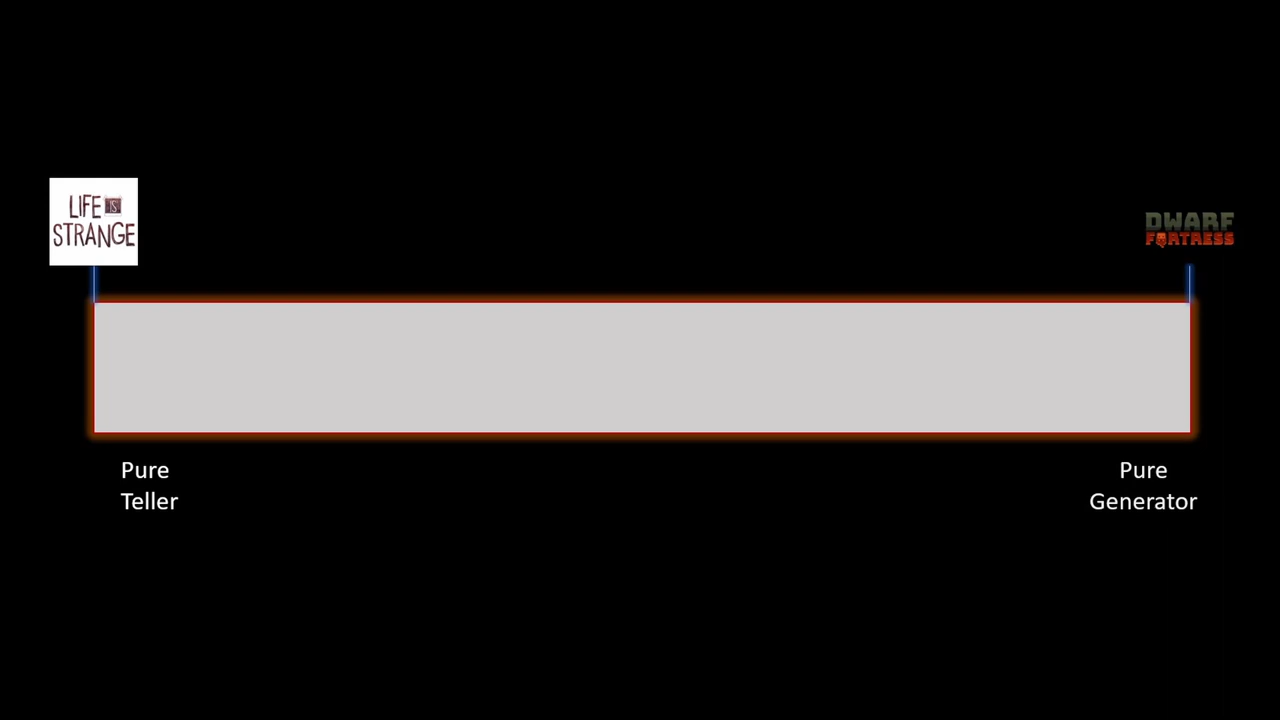 LIFE IS
STRANGE
DWARF
FORTRESS
Pure
Teller
Pure
Generator